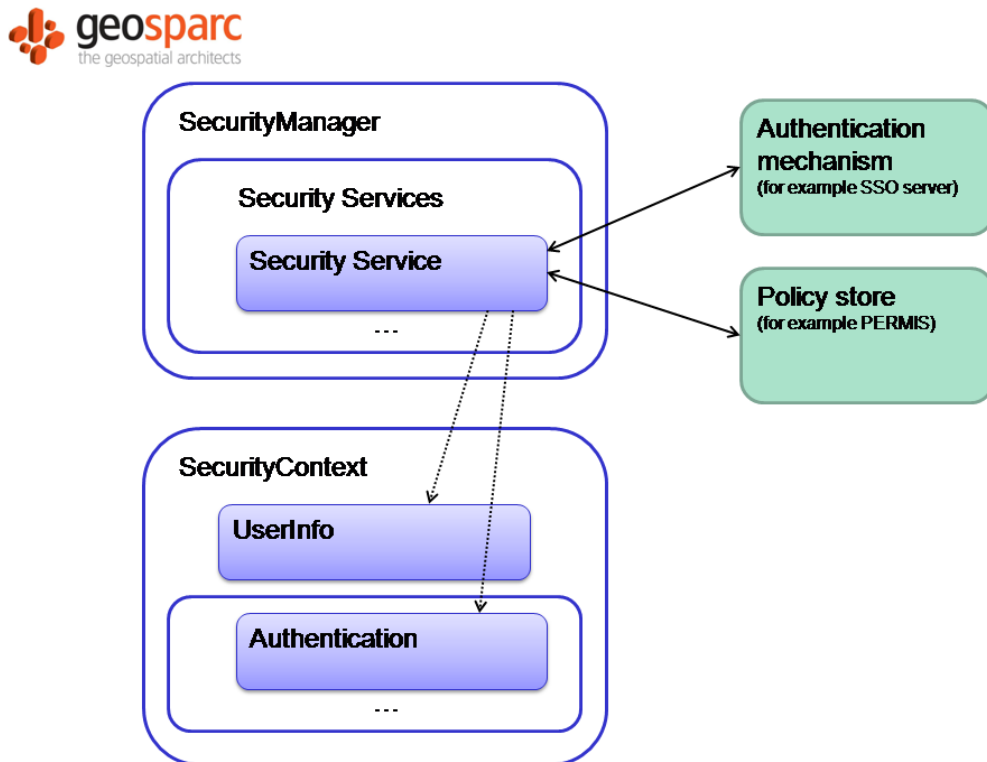 geosparc
the geospatial architects
SecurityManager
Security Services
Security Service
...
Authentication
mechanism
(for example SSO server)
Policy store
(for example PERMIS)
SecurityContext
UserInfo
Authentication
...